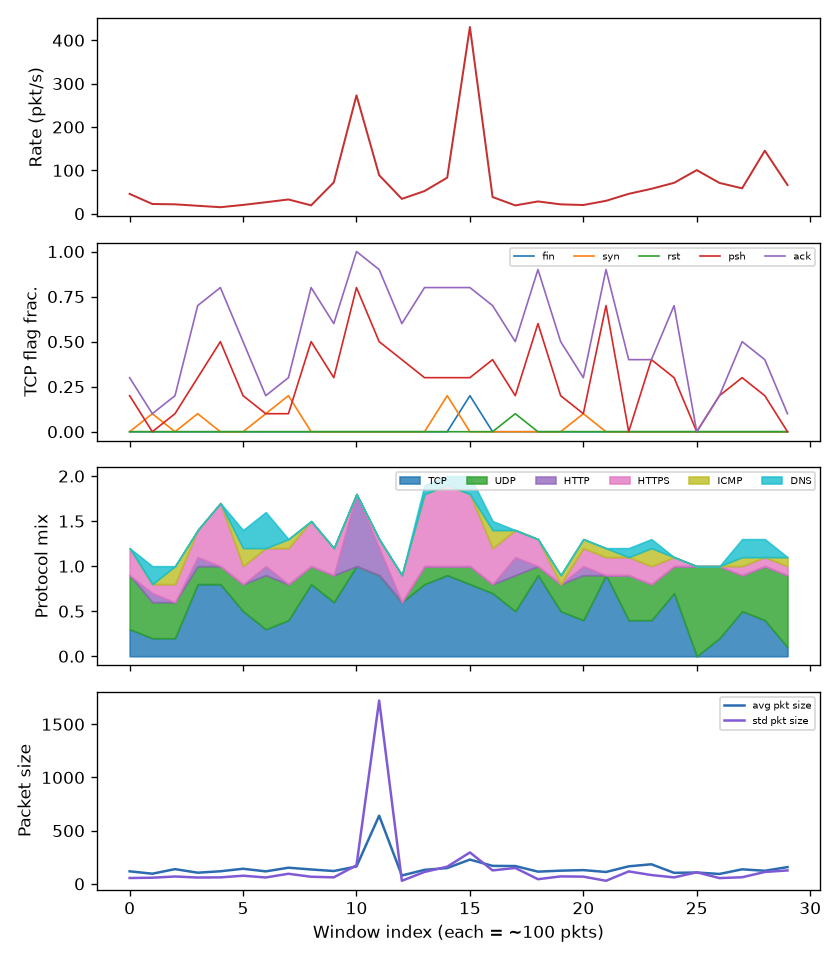 Rate (pkt/s)
400
300
200
100
0
TCP flag frac.
1.00
0.75
0.50
0.25
0.00
fin syn rst psh ack
Protocol mix
2.0
1.5
1.0
0.5
0.0
TCP UDP HTTP HTTPS ICMP DNS
Packet size
1500
1000
500
0
avg pkt size
std pkt size
0 5 10 15 20 25 30
Window index (each = ~100 pkts)